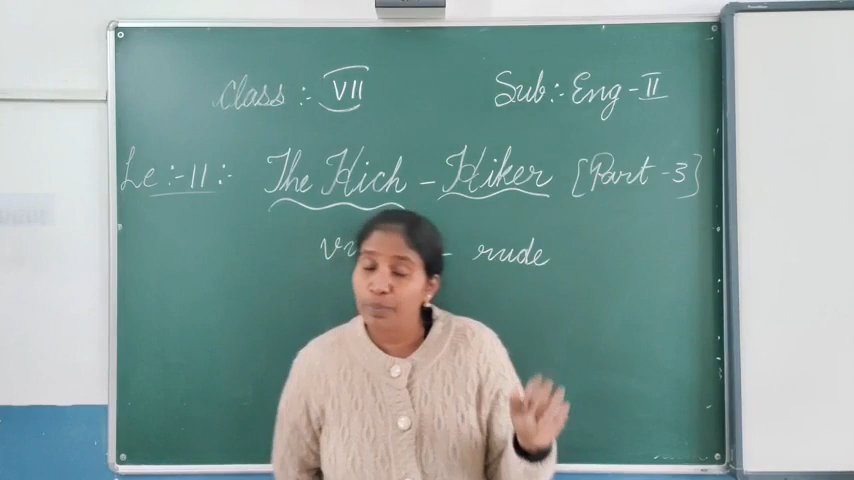 Class :- VII Sub:- Eng-II
Le:-11:- The Hich-Hiker [Part-3]
- rude